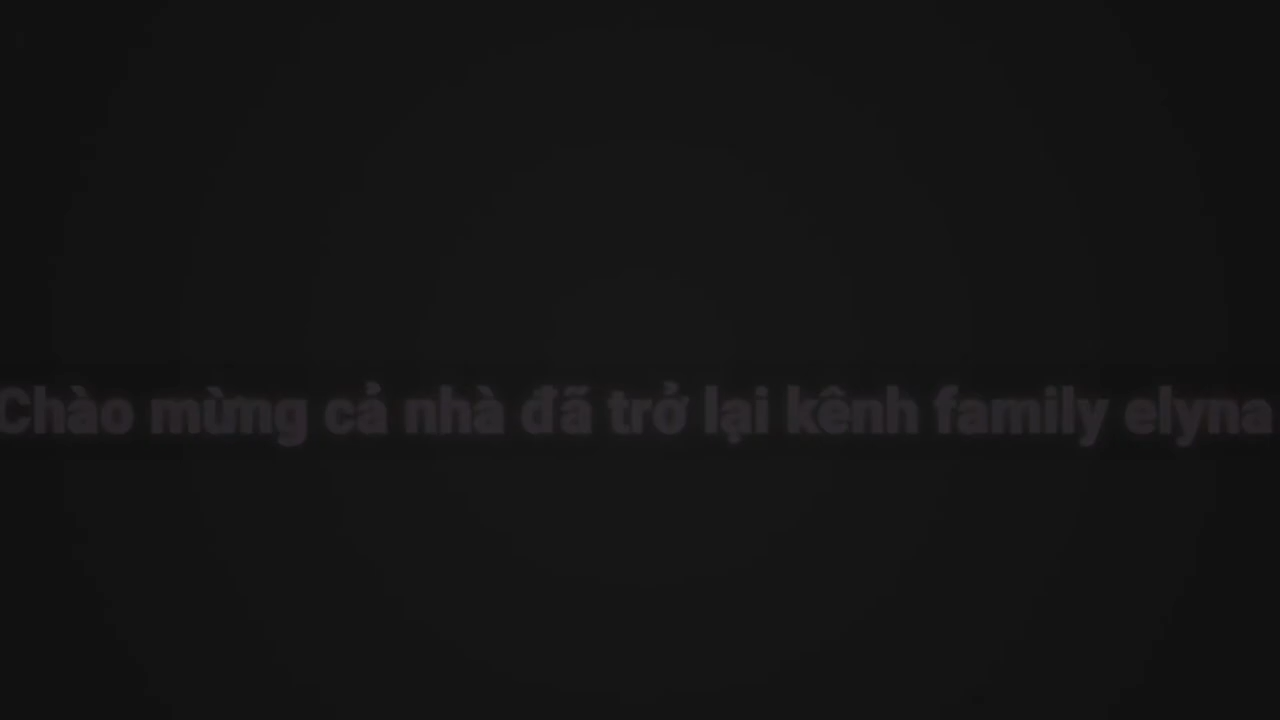 Chào mừng cả nhà đã trở lại kênh family elyna